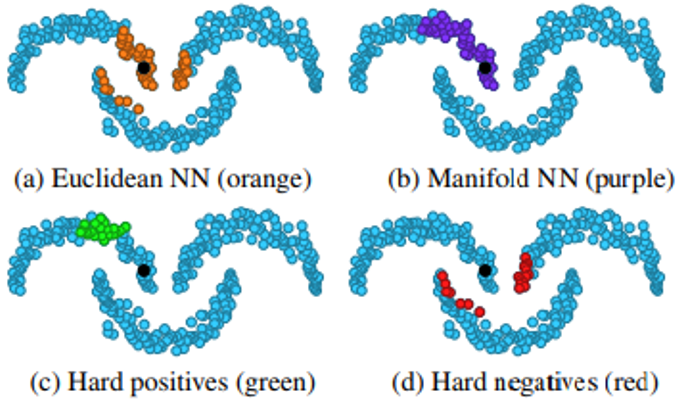 (a) Euclidean NN (orange)
(b) Manifold NN (purple)
(c) Hard positives (green)
(d) Hard negatives (red)